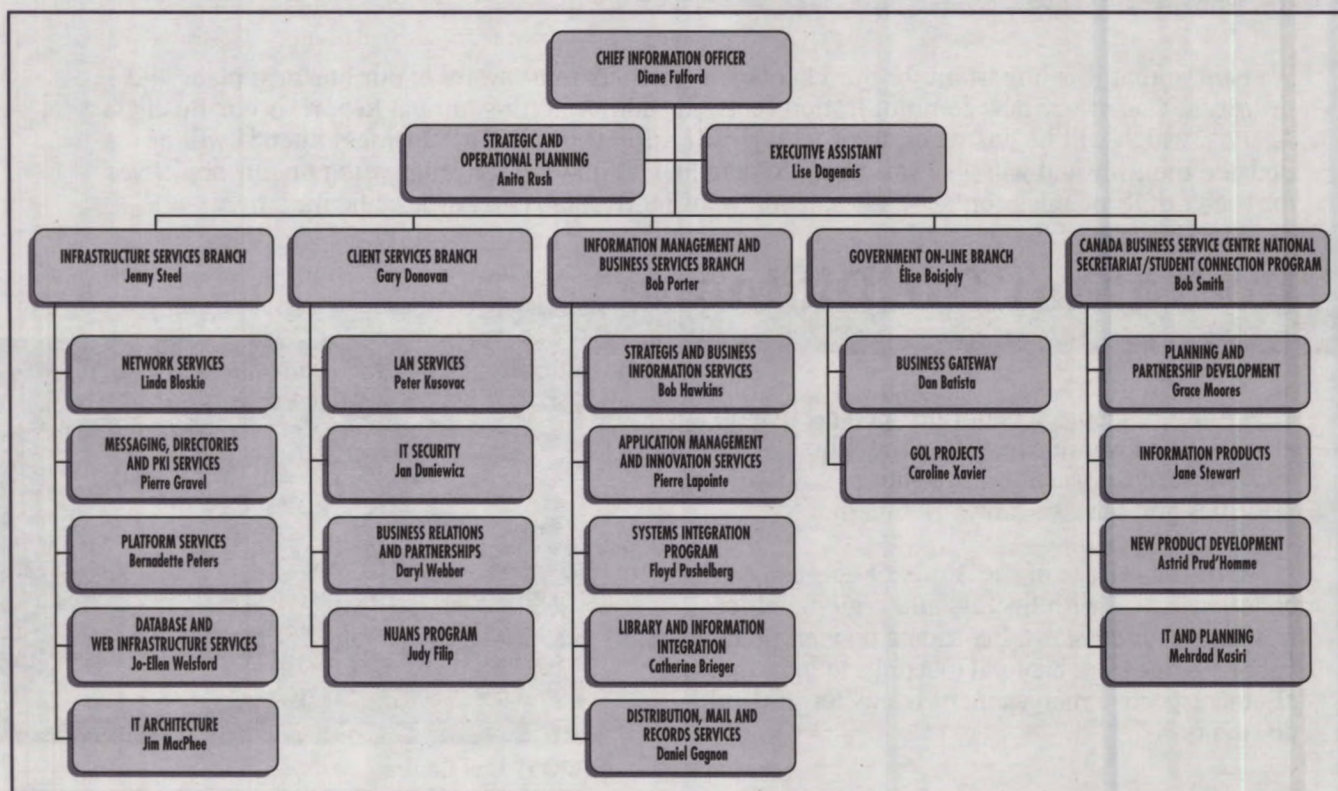 CHIEF INFORMATION OFFICER
Diane Fulford
STRATEGIC AND
OPERATIONAL PLANNING
Anita Rush
EXECUTIVE ASSISTANT
Lise Dagenais
INFRASTRUCTURE SERVICES BRANCH
Jenny Steel
CLIENT SERVICES BRANCH
Gary Donovan
INFORMATION MANAGEMENT AND
BUSINESS SERVICES BRANCH
Bob Porter
GOVERNMENT ON-LINE BRANCH
Élise Boisjoly
CANADA BUSINESS SERVICE CENTRE NATIONAL
SECRETARIAT/STUDENT CONNECTION PROGRAM
Bob Smith
NETWORK SERVICES
Linda Bloskie
MESSAGING, DIRECTORIES
AND PKI SERVICES
Pierre Gravel
PLATFORM SERVICES
Bernadette Peters
DATABASE AND
WEB INFRASTRUCTURE SERVICES
Jo-Ellen Welsford
IT ARCHITECTURE
Jim MacPhee
LAN SERVICES
Peter Kusovac
IT SECURITY
Jan Duniewicz
BUSINESS RELATIONS
AND PARTNERSHIPS
Daryl Webber
NUANS PROGRAM
Judy Filip
STRATEGIS AND BUSINESS
INFORMATION SERVICES
Bob Hawkins
APPLICATION MANAGEMENT
AND INNOVATION SERVICES
Pierre Lapointe
SYSTEMS INTEGRATION
PROGRAM
Floyd Pushelberg
LIBRARY AND INFORMATION
INTEGRATION
Catherine Brieger
DISTRIBUTION, MAIL AND
RECORDS SERVICES
Daniel Gagnon
BUSINESS GATEWAY
Dan Batista
GOL PROJECTS
Caroline Xavier
PLANNING AND
PARTNERSHIP DEVELOPMENT
Grace Moores
INFORMATION PRODUCTS
Jane Stewart
NEW PRODUCT DEVELOPMENT
Astrid Prud'Homme
IT AND PLANNING
Mehrdad Kasiri